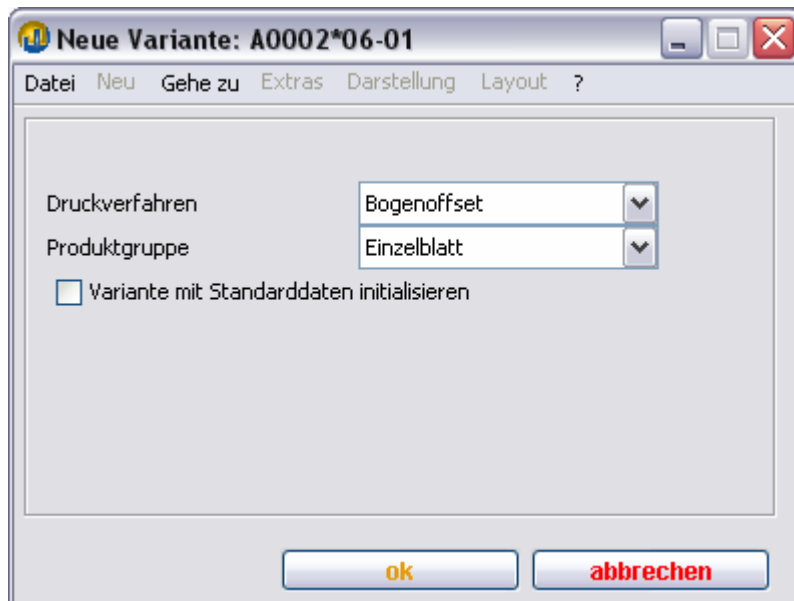 Neue Variante: A0002*06-01
Datei Neu Gehe zu Extras Darstellung Layout ?
Druckverfahren Bogenoffset
Produktgruppe Einzelblatt
Variante mit Standarddaten initialisieren
ok abbrechen